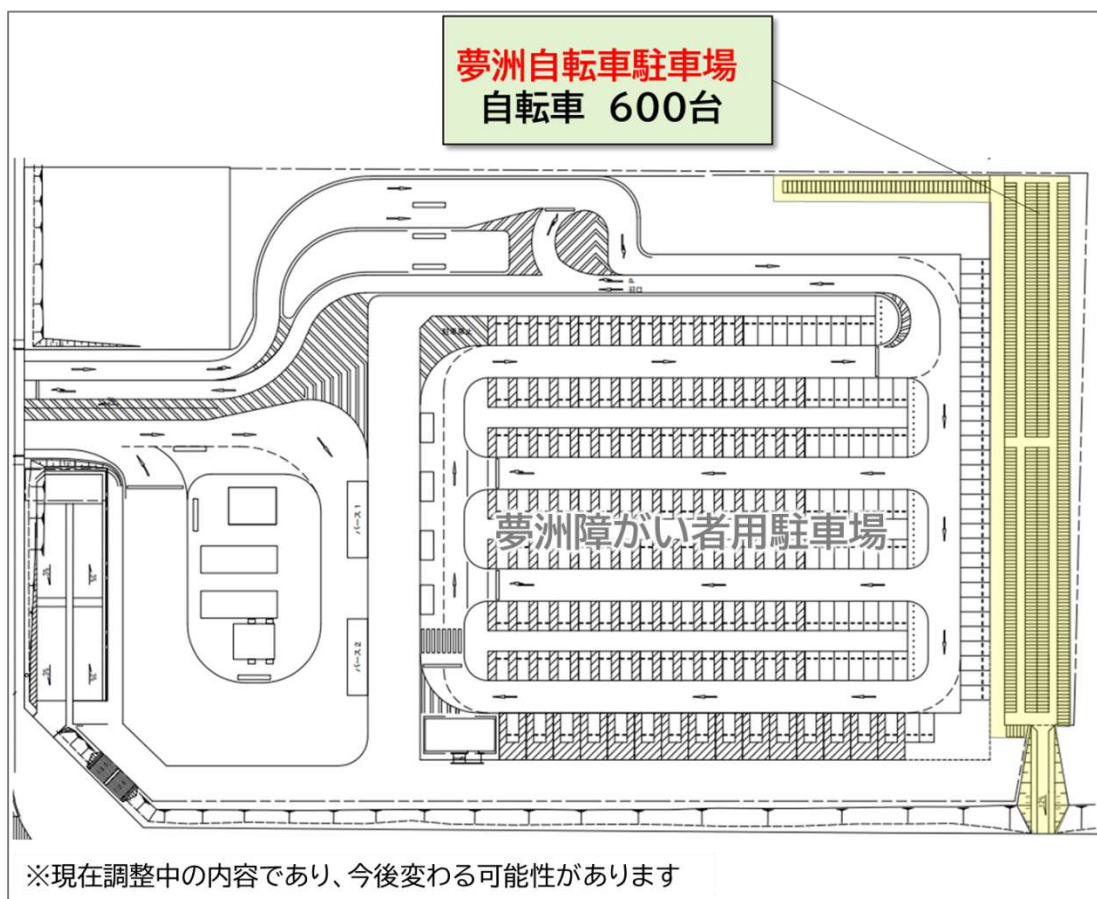 夢洲自転車駐車場
自転車 600台
出口
バース1
夢洲障がい者用駐車場
バース2
※現在調整中の内容であり、今後変わる可能性があります